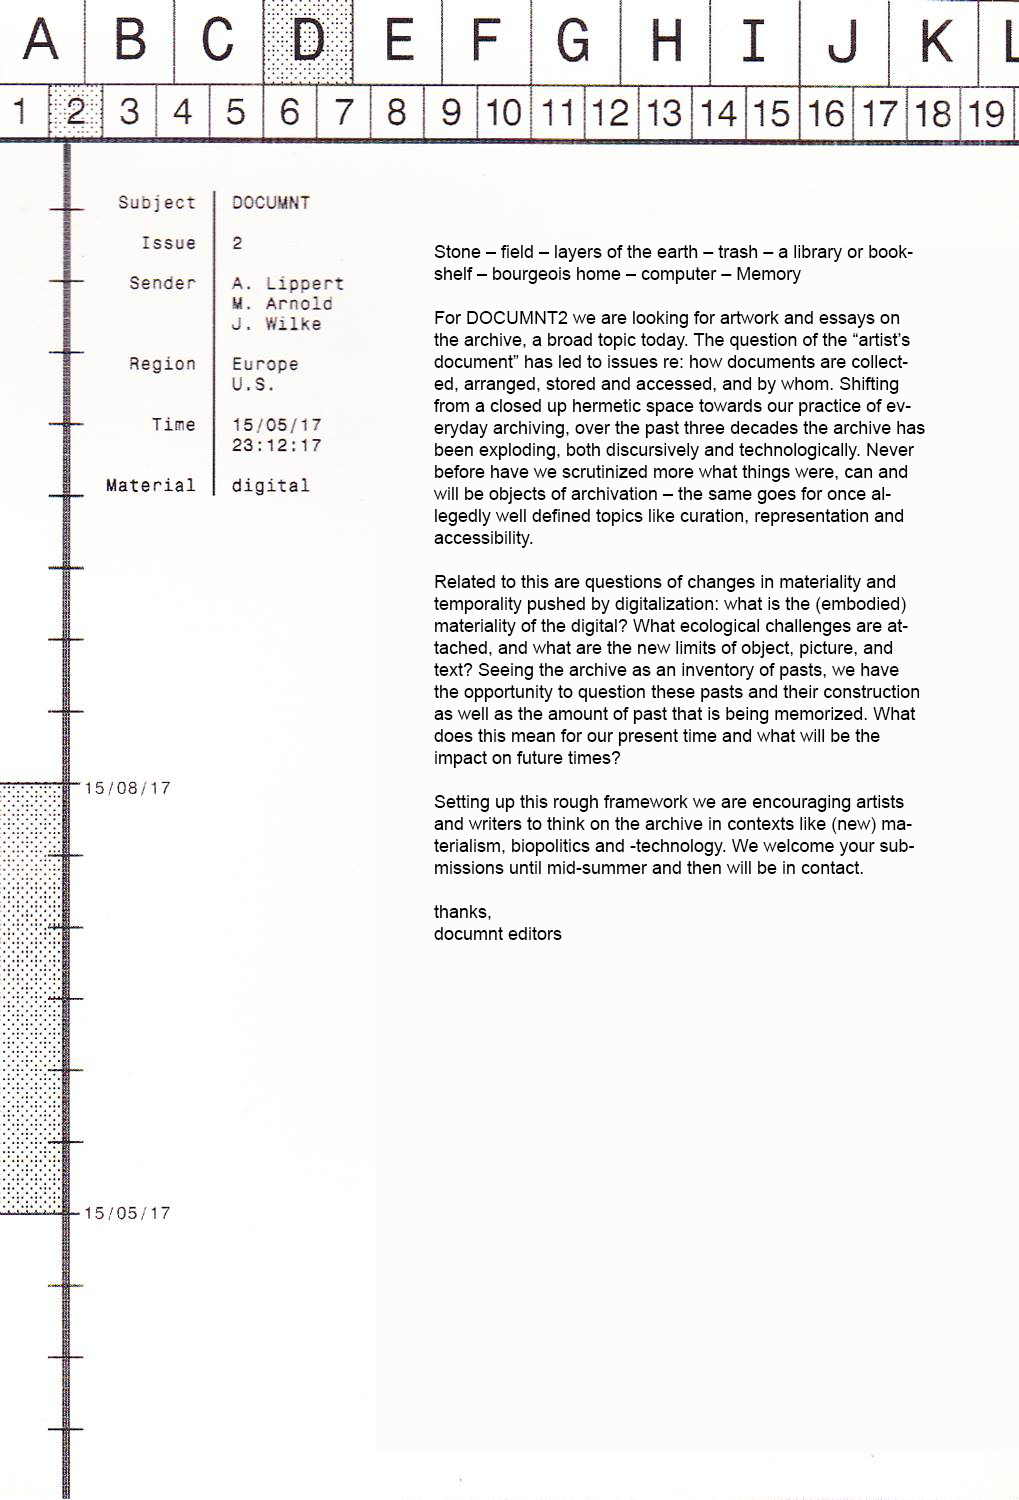 A B C D E F G H I J K L
1 2 3 4 5 6 7 8 9 10 11 12 13 14 15 16 17 18 19
Subject DOCUMNT
Issue 2
Sender A. Lippert
M. Arnold
J. Wilke
Region Europe
U.S.
Time 15/05/17
23:12:17
Material digital
Stone – field – layers of the earth – trash – a library or book-
shelf – bourgeois home – computer – Memory
For DOCUMNT2 we are looking for artwork and essays on
the archive, a broad topic today. The question of the “artist’s
document” has led to issues re: how documents are collect-
ed, arranged, stored and accessed, and by whom. Shifting
from a closed up hermetic space towards our practice of ev-
eryday archiving, over the past three decades the archive has
been exploding, both discursively and technologically. Never
before have we scrutinized more what things were, can and
will be objects of archivation – the same goes for once al-
legedly well defined topics like curation, representation and
accessibility.
Related to this are questions of changes in materiality and
temporality pushed by digitalization: what is the (embodied)
materiality of the digital? What ecological challenges are at-
tached, and what are the new limits of object, picture, and
text? Seeing the archive as an inventory of pasts, we have
the opportunity to question these pasts and their construction
as well as the amount of past that is being memorized. What
does this mean for our present time and what will be the
impact on future times?
Setting up this rough framework we are encouraging artists
and writers to think on the archive in contexts like (new) ma-
terialism, biopolitics and -technology. We welcome your sub-
missions until mid-summer and then will be in contact.
thanks,
documnt editors
15/08/17
15/05/17